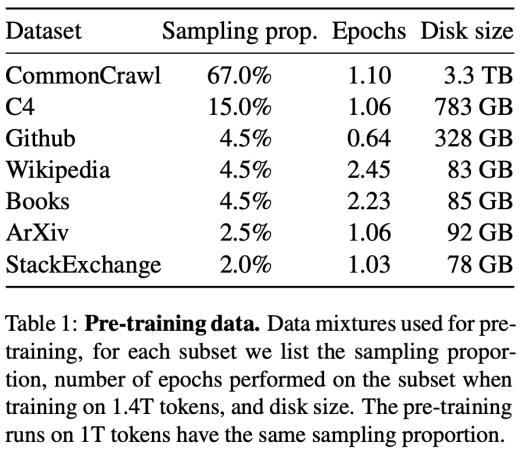 Dataset Sampling prop. Epochs Disk size
CommonCrawl 67.0% 1.10 3.3 TB
C4 15.0% 1.06 783 GB
Github 4.5% 0.64 328 GB
Wikipedia 4.5% 2.45 83 GB
Books 4.5% 2.23 85 GB
ArXiv 2.5% 1.06 92 GB
StackExchange 2.0% 1.03 78 GB
Table 1: Pre-training data. Data mixtures used for pre-
training, for each subset we list the sampling propor-
tion, number of epochs performed on the subset when
training on 1.4T tokens, and disk size. The pre-training
runs on 1T tokens have the same sampling proportion.